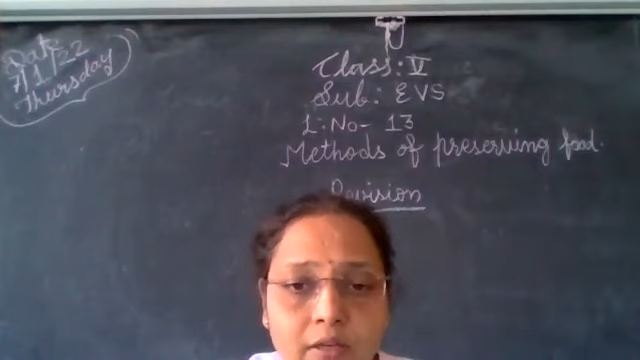 Date
7/1/22
Thursday
Class: V
Sub: EVS
L.No- 13
Methods of preserving food.
Revision